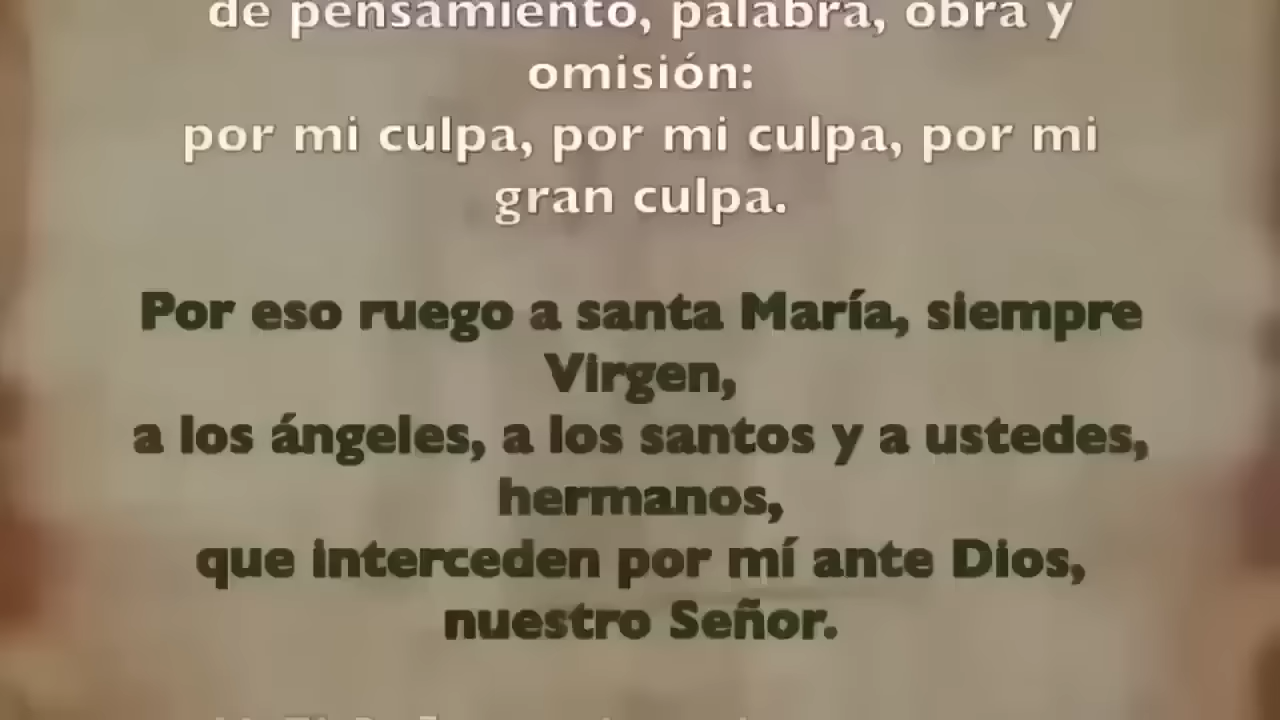 de pensamiento, palabra, obra y
omisión:
por mi culpa, por mi culpa, por mi
gran culpa.
Por eso ruego a santa María, siempre
Virgen,
a los ángeles, a los santos y a ustedes,
hermanos,
que interceden por mí ante Dios,
nuestro Señor.